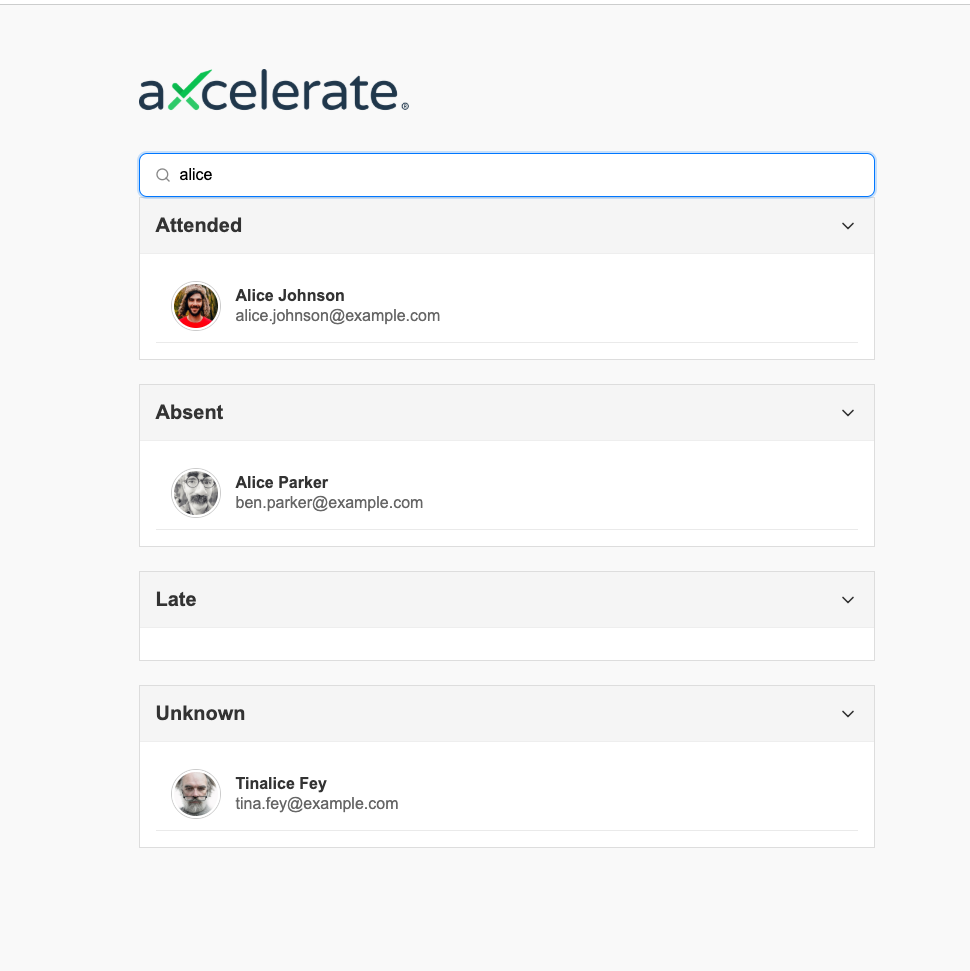 axcelerate®
alice
Attended
Alice Johnson
alice.johnson@example.com
Absent
Alice Parker
ben.parker@example.com
Late
Unknown
Tinalice Fey
tina.fey@example.com